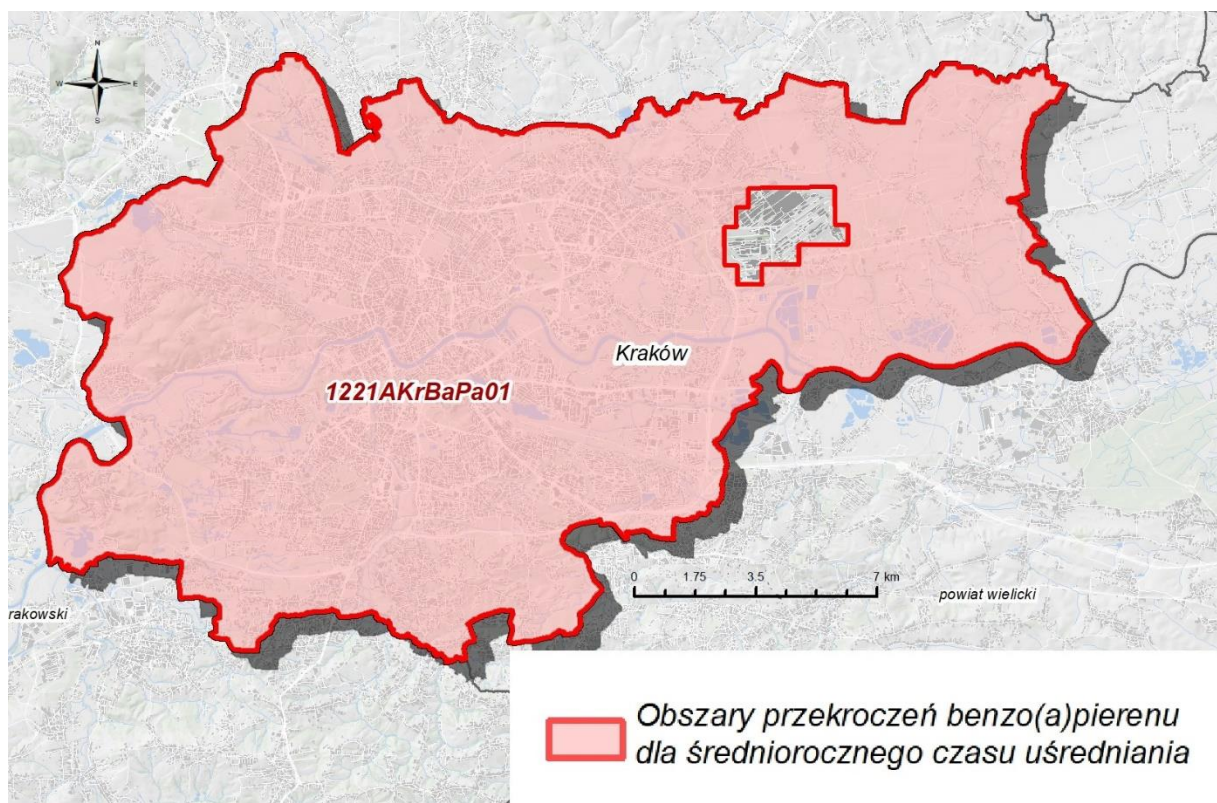 N
W E
S
Kraków
1221AKrBaPa01
0 1.75 3.5 7 km
rakowski
powiat wielicki
Obszary przekroczeń benzo(a)pierenu
dla średniorocznego czasu uśredniania